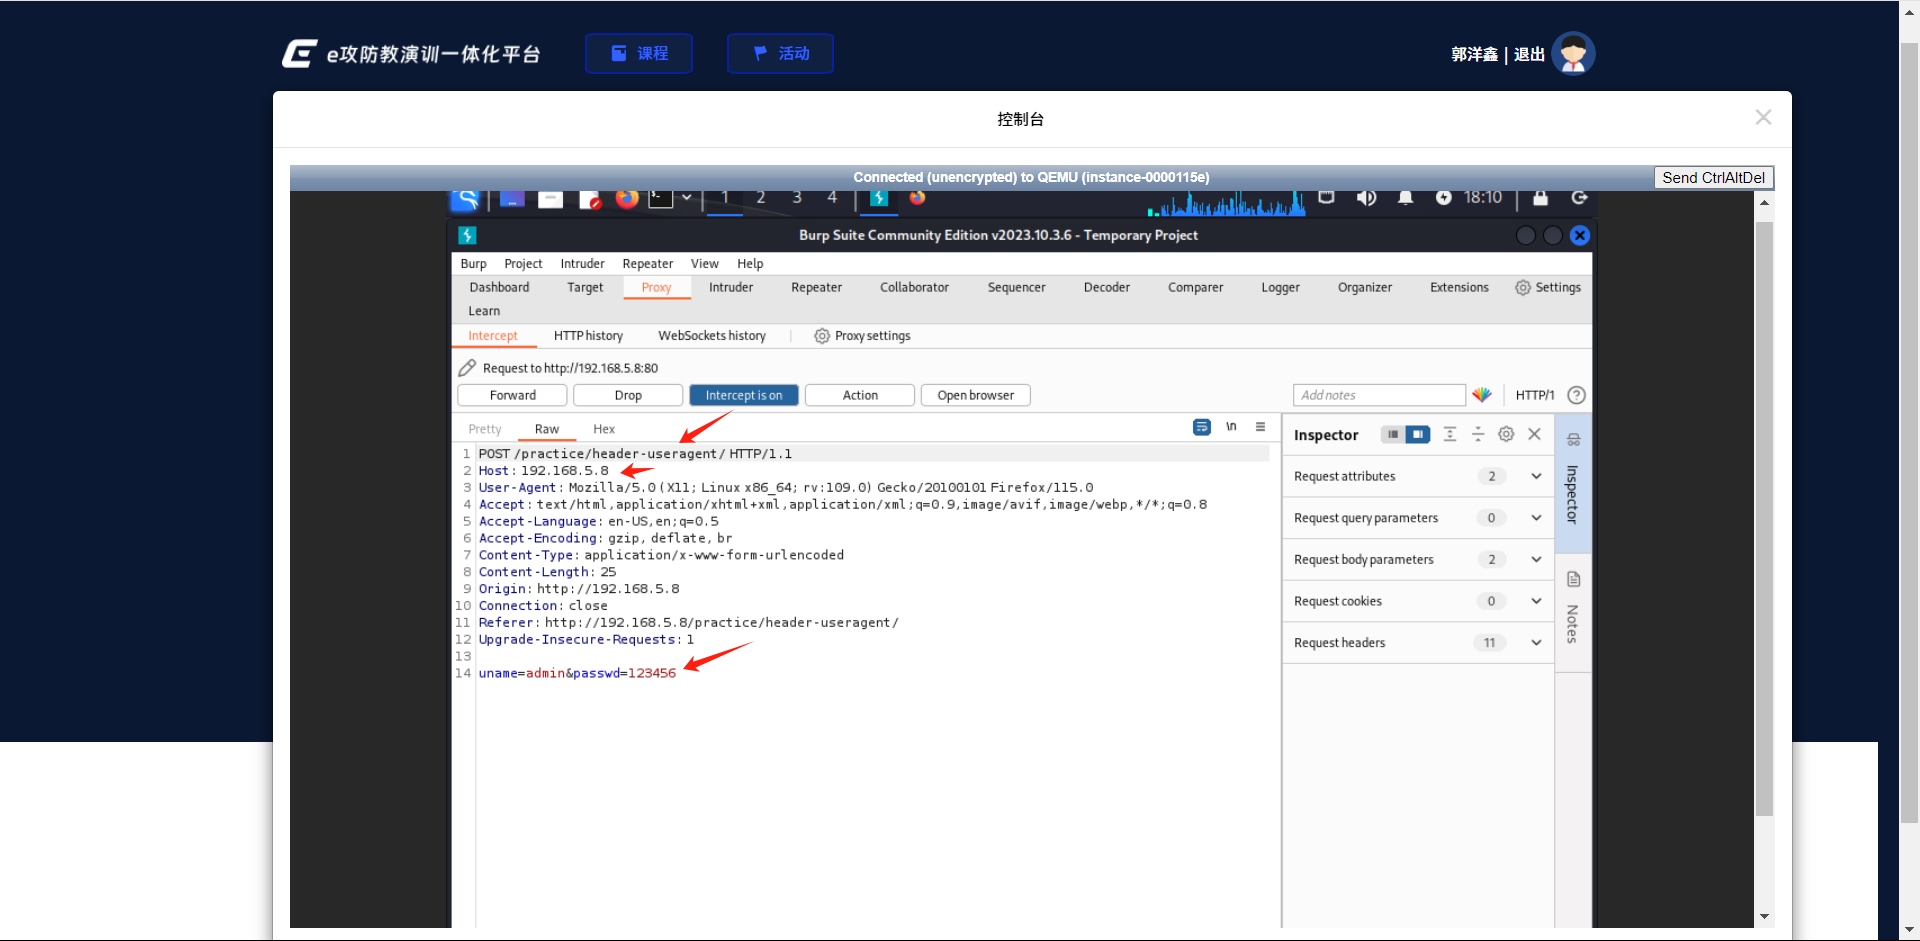 e攻防教演训一体化平台
课程
活动
郭洋鑫 | 退出
控制台
Connected (unencrypted) to QEMU (instance-0000115e)
Send CtrlAltDel
1 2 3 4
18:10
Burp Suite Community Edition v2023.10.3.6 - Temporary Project
Burp Project Intruder Repeater View Help
Dashboard Target Proxy Intruder Repeater Collaborator Sequencer Decoder Comparer Logger Organizer Extensions Settings
Learn
Intercept HTTP history WebSockets history Proxy settings
Request to http://192.168.5.8:80
Forward Drop Intercept is on Action Open browser Add notes HTTP/1
Pretty Raw Hex \n
1 POST /practice/header-useragent/ HTTP/1.1
2 Host: 192.168.5.8
3 User-Agent: Mozilla/5.0 (X11; Linux x86_64; rv:109.0) Gecko/20100101 Firefox/115.0
4 Accept: text/html,application/xhtml+xml,application/xml;q=0.9,image/avif,image/webp,*/*;q=0.8
5 Accept-Language: en-US,en;q=0.5
6 Accept-Encoding: gzip, deflate, br
7 Content-Type: application/x-www-form-urlencoded
8 Content-Length: 25
9 Origin: http://192.168.5.8
10 Connection: close
11 Referer: http://192.168.5.8/practice/header-useragent/
12 Upgrade-Insecure-Requests: 1
13
14 uname=admin&passwd=123456
Inspector
Request attributes 2
Request query parameters 0
Request body parameters 2
Request cookies 0
Request headers 11
Inspector
Notes